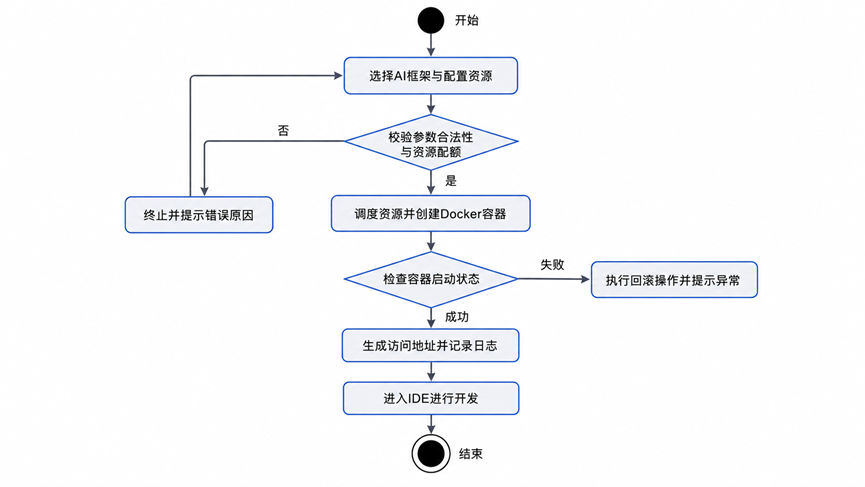 开始
选择AI框架与配置资源
校验参数合法性
与资源配额
否
是
终止并提示错误原因
调度资源并创建Docker容器
检查容器启动状态
失败
执行回滚操作并提示异常
成功
生成访问地址并记录日志
进入IDE进行开发
结束